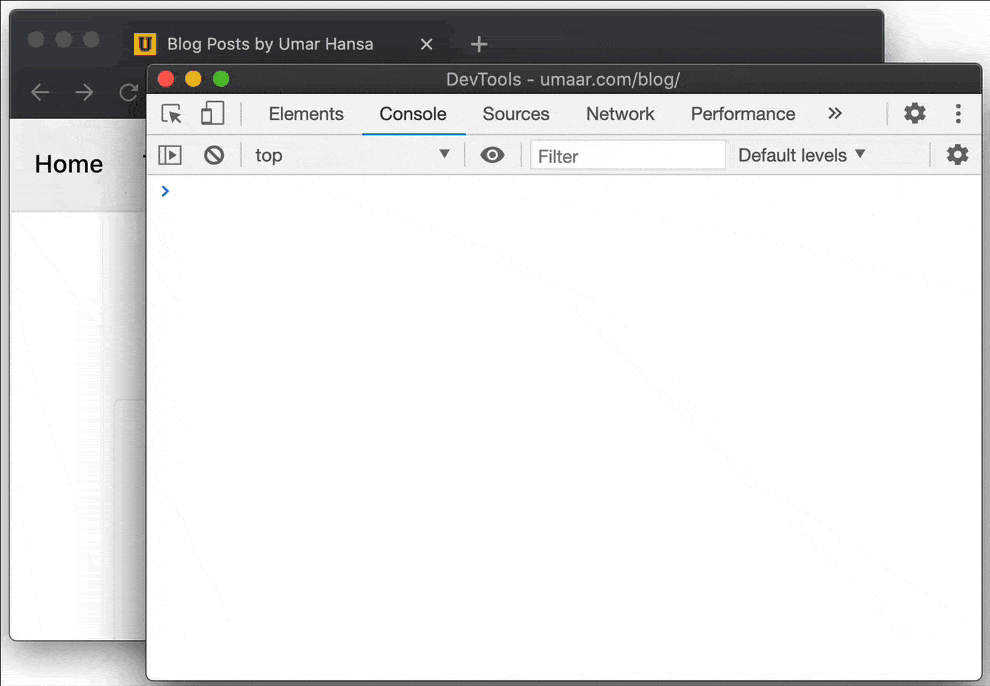 U Blog Posts by Umar Hansa
DevTools - umaar.com/blog/
Elements Console Sources Network Performance
top Filter Default levels
Home